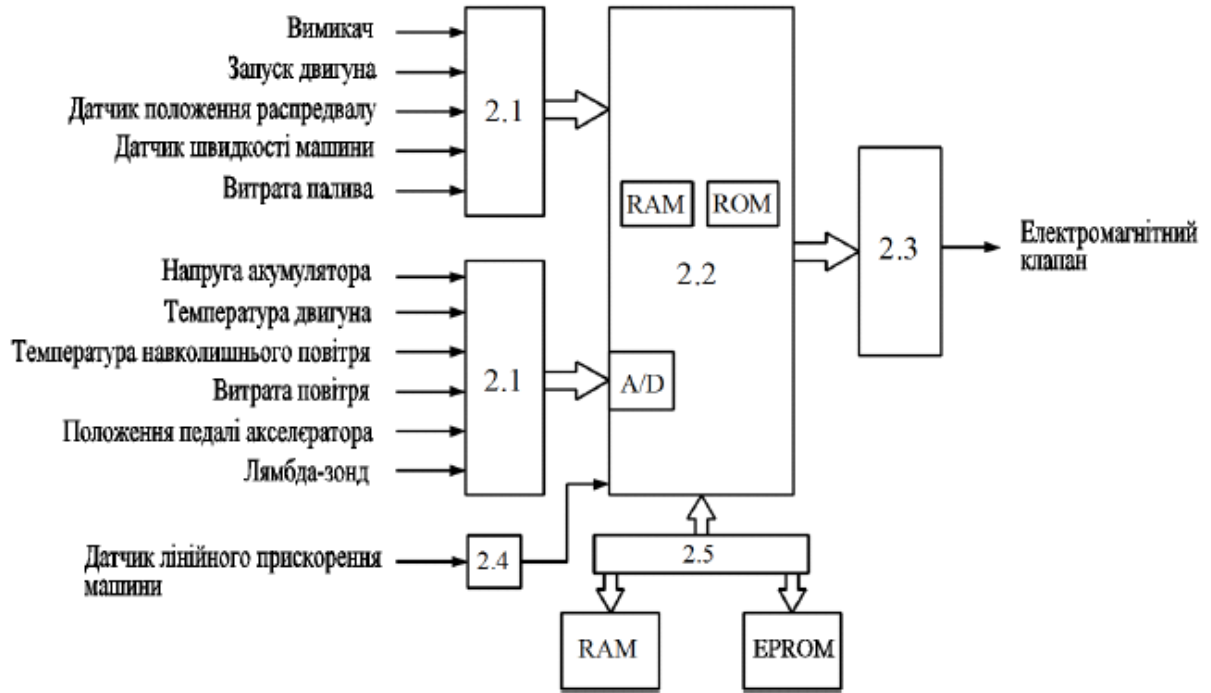 Вимикач
Запуск двигуна
Датчик положення распредвалу
Датчик швидкості машини
Витрата палива
2.1
Напруга акумулятора
Температура двигуна
Температура навколишнього повітря
Витрата повітря
Положення педалі акселєратора
Лямбда-зонд
2.1
Датчик лінійного прискорення
машини
2.4
RAM
ROM
2.2
A/D
2.3
Електромагнітний
клапан
2.5
RAM
EPROM